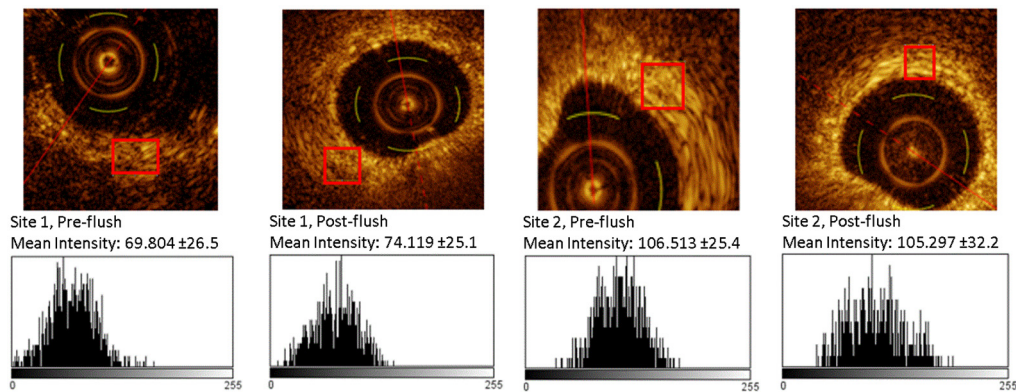 Site 1, Pre-flush
Mean Intensity: 69.804 ±26.5
0 255
Site 1, Post-flush
Mean Intensity: 74.119 ±25.1
0 255
Site 2, Pre-flush
Mean Intensity: 106.513 ±25.4
0 255
Site 2, Post-flush
Mean Intensity: 105.297 ±32.2
0 255